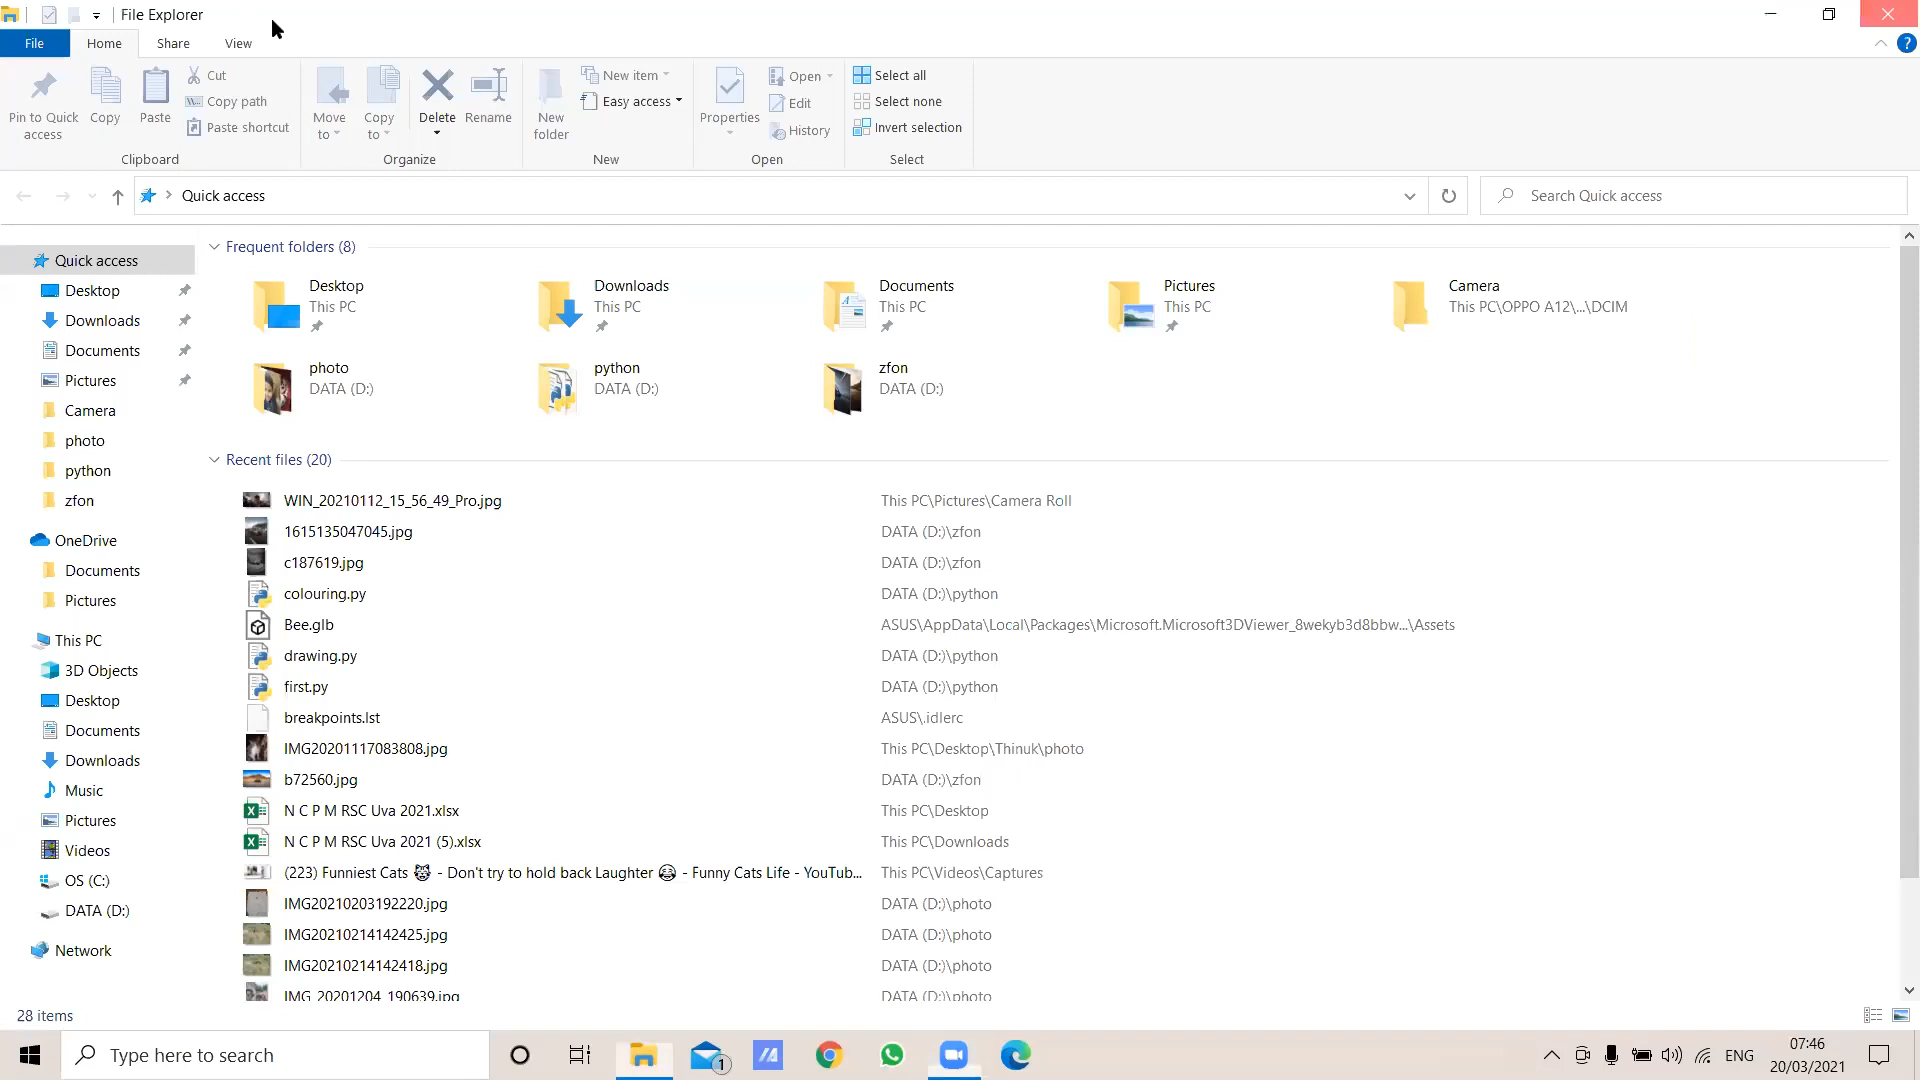 File Explorer
File
Home
Share
View
Pin to Quick access
Copy
Paste
Cut
Copy path
Paste shortcut
Clipboard
Move to
Copy to
Delete
Rename
Organize
New folder
New item
Easy access
New
Properties
Open
Edit
History
Open
Select all
Select none
Invert selection
Select
Quick access
Search Quick access
Quick access
Desktop
Downloads
Documents
Pictures
Camera
photo
python
zfon
OneDrive
Documents
Pictures
This PC
3D Objects
Desktop
Documents
Downloads
Music
Pictures
Videos
OS (C:)
DATA (D:)
Network
Frequent folders (8)
Desktop
This PC
Downloads
This PC
Documents
This PC
Pictures
This PC
Camera
This PC\OPPO A12\...\DCIM
photo
DATA (D:)
python
DATA (D:)
zfon
DATA (D:)
Recent files (20)
WIN_20210112_15_56_49_Pro.jpg This PC\Pictures\Camera Roll
1615135047045.jpg DATA (D:)\zfon
c187619.jpg DATA (D:)\zfon
colouring.py DATA (D:)\python
Bee.glb ASUS\AppData\Local\Packages\Microsoft.Microsoft3DViewer_8wekyb3d8bbw...\Assets
drawing.py DATA (D:)\python
first.py DATA (D:)\python
breakpoints.lst ASUS\.idlerc
IMG20201117083808.jpg This PC\Desktop\Thinuk\photo
b72560.jpg DATA (D:)\zfon
N C P M RSC Uva 2021.xlsx This PC\Desktop
N C P M RSC Uva 2021 (5).xlsx This PC\Downloads
(223) Funniest Cats 😹 - Don't try to hold back Laughter 😂 - Funny Cats Life - YouTub... This PC\Videos\Captures
IMG20210203192220.jpg DATA (D:)\photo
IMG20210214142425.jpg DATA (D:)\photo
IMG20210214142418.jpg DATA (D:)\photo
IMG_20201204_190639.jpg DATA (D:)\photo
28 items
Type here to search
1
ENG
07:46
20/03/2021